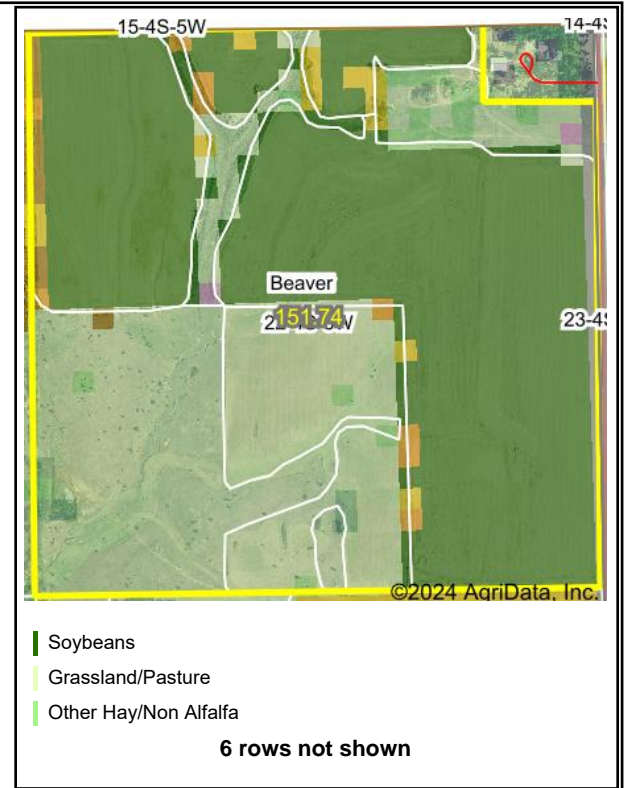 15-4S-5W
14-4S
Beaver
151.74
23-4S
©2024 AgriData, Inc.
Soybeans
Grassland/Pasture
Other Hay/Non Alfalfa
6 rows not shown